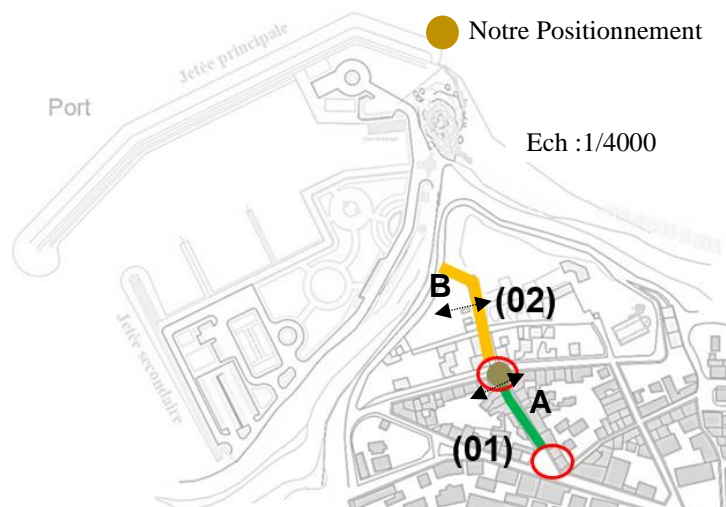 Notre Positionnement
Jetée principale
Port
Ech :1/4000
B
(02)
Jetée secondaire
A
(01)